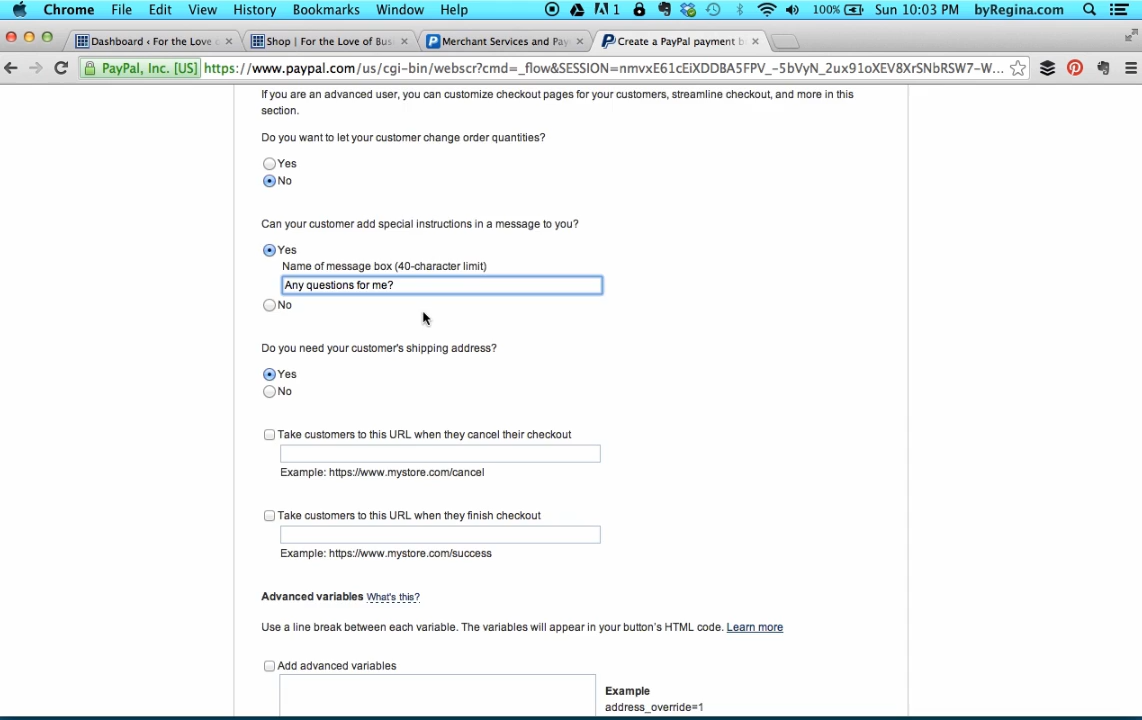 Chrome File Edit View History Bookmarks Window Help 1 100% Sun 10:03 PM byRegina.com
Dashboard ‹ For the Love o × Shop | For the Love of Bus × Merchant Services and Pay × Create a PayPal payment b ×
PayPal, Inc. [US] https://www.paypal.com/us/cgi-bin/webscr?cmd=_flow&SESSION=nmvxE61cEiXDDBA5FPV_-5bVyN_2ux91oXEV8XrSNbRSW7-W...
If you are an advanced user, you can customize checkout pages for your customers, streamline checkout, and more in this
section.
Do you want to let your customer change order quantities?
Yes
No
Can your customer add special instructions in a message to you?
Yes
Name of message box (40-character limit)
Any questions for me?
No
Do you need your customer's shipping address?
Yes
No
Take customers to this URL when they cancel their checkout
Example: https://www.mystore.com/cancel
Take customers to this URL when they finish checkout
Example: https://www.mystore.com/success
Advanced variables What's this?
Use a line break between each variable. The variables will appear in your button's HTML code. Learn more
Add advanced variables
Example
address_override=1